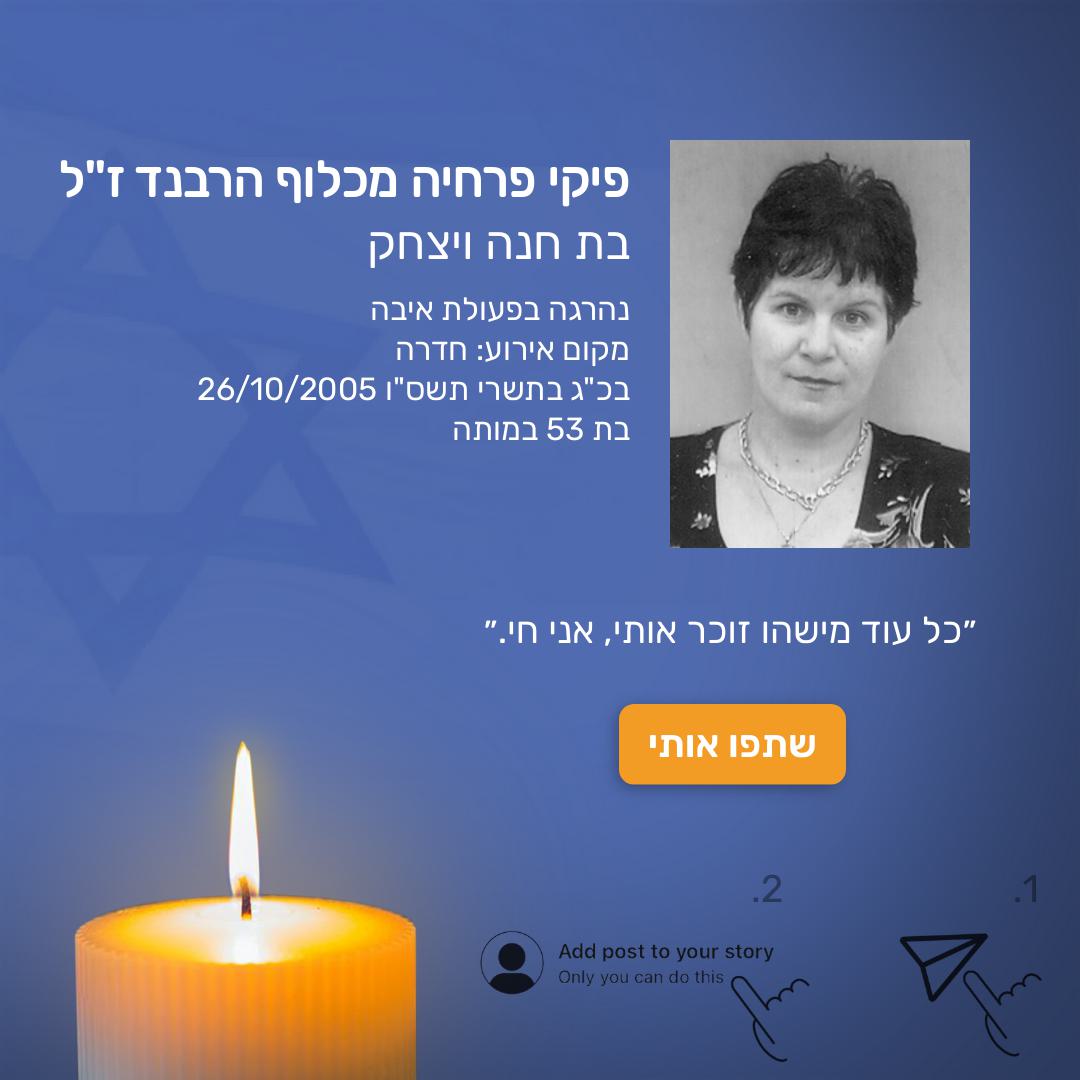 פיקי פרחיה מכלוף הרבנד ז"ל
בת חנה ויצחק
נהרגה בפעולת איבה
מקום אירוע: חדרה
בכ"ג בתשרי תשס"ו 26/10/2005
בת 53 במותה
״כל עוד מישהו זוכר אותי, אני חי.״
שתפו אותי
1.
2.
Add post to your story
Only you can do this